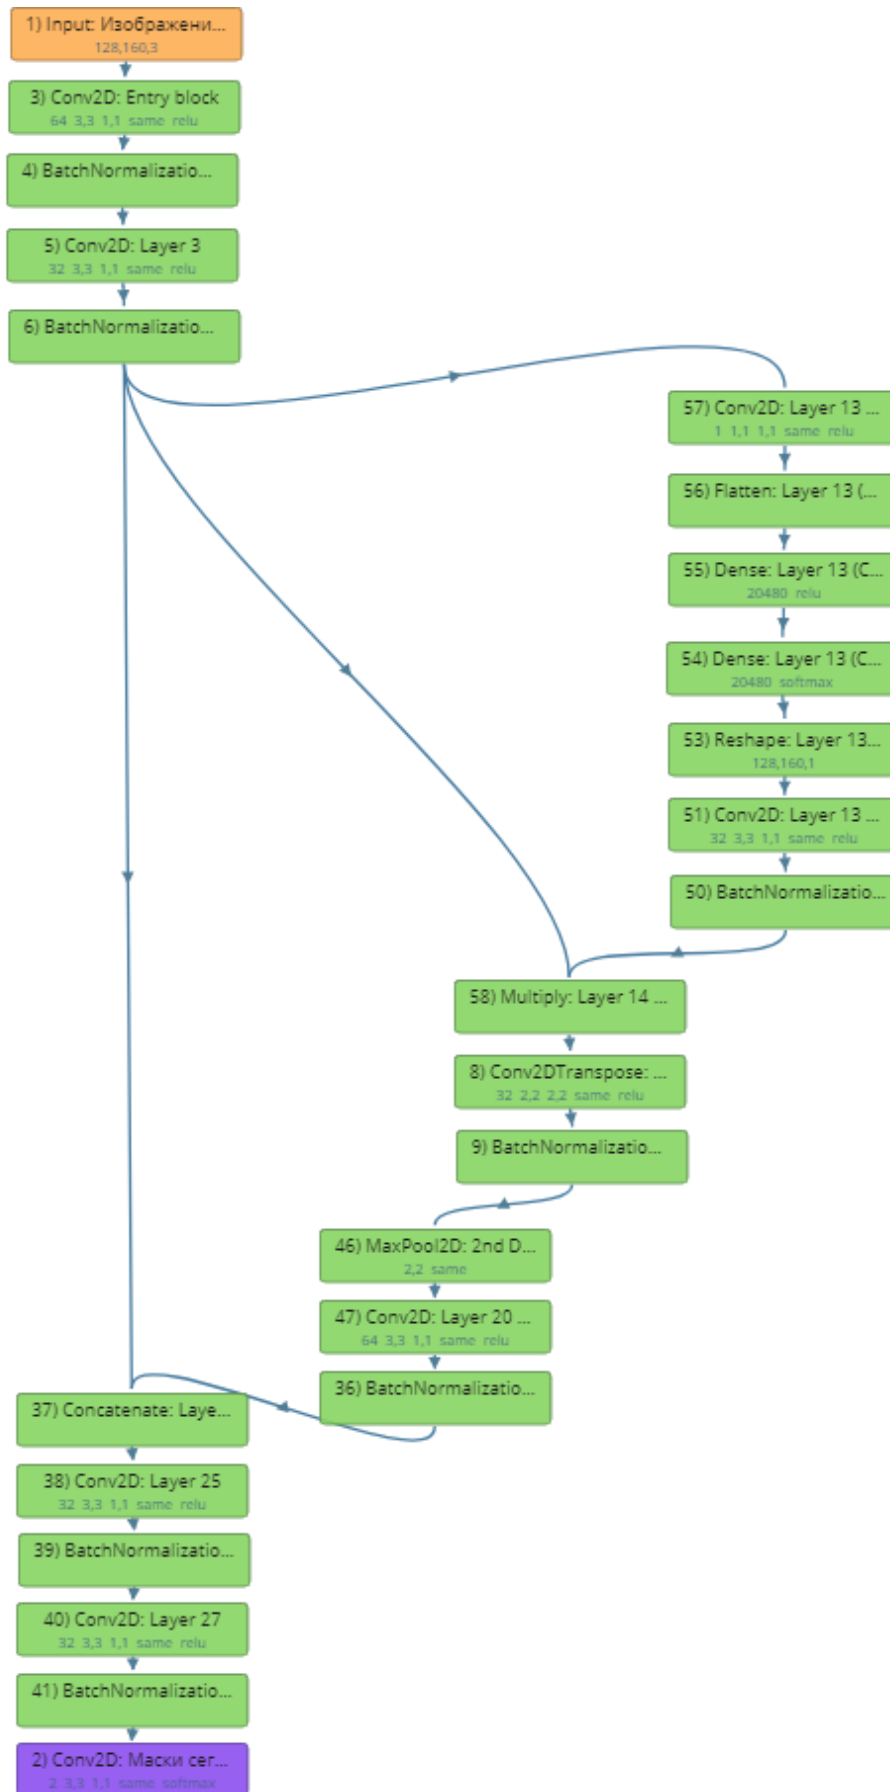 1) Input: Изображени...
128,160,3
3) Conv2D: Entry block
64 3,3 1,1 same relu
4) BatchNormalizatio...
5) Conv2D: Layer 3
32 3,3 1,1 same relu
6) BatchNormalizatio...
57) Conv2D: Layer 13 ...
1 1,1 1,1 same relu
56) Flatten: Layer 13 (...
55) Dense: Layer 13 (C...
20480 relu
54) Dense: Layer 13 (C...
20480 softmax
53) Reshape: Layer 13...
128,160,1
51) Conv2D: Layer 13 ...
32 3,3 1,1 same relu
50) BatchNormalizatio...
58) Multiply: Layer 14 ...
8) Conv2DTranspose: ...
32 2,2 2,2 same relu
9) BatchNormalizatio...
46) MaxPool2D: 2nd D...
2,2 same
47) Conv2D: Layer 20 ...
64 3,3 1,1 same relu
36) BatchNormalizatio...
37) Concatenate: Laye...
38) Conv2D: Layer 25
32 3,3 1,1 same relu
39) BatchNormalizatio...
40) Conv2D: Layer 27
32 3,3 1,1 same relu
41) BatchNormalizatio...
2) Conv2D: Маски сег...
2 3,3 1,1 same softmax